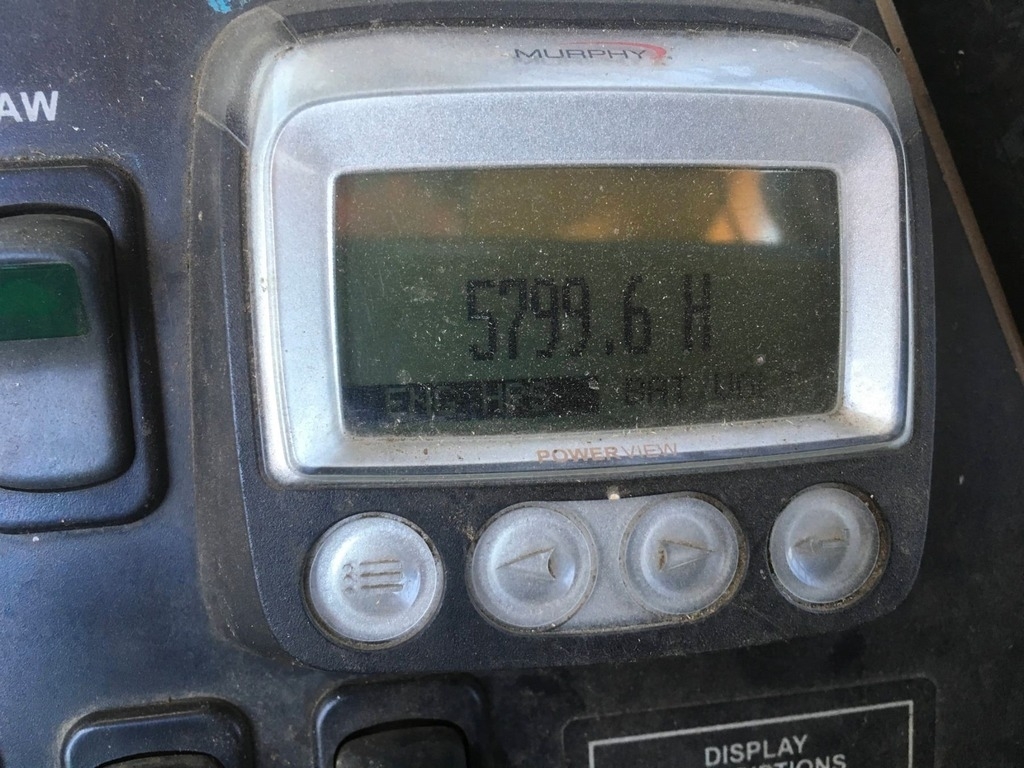 MURPHY
AW
5799.6 H
ENG HRS BAT VOLT
POWERVIEW
DISPLAY